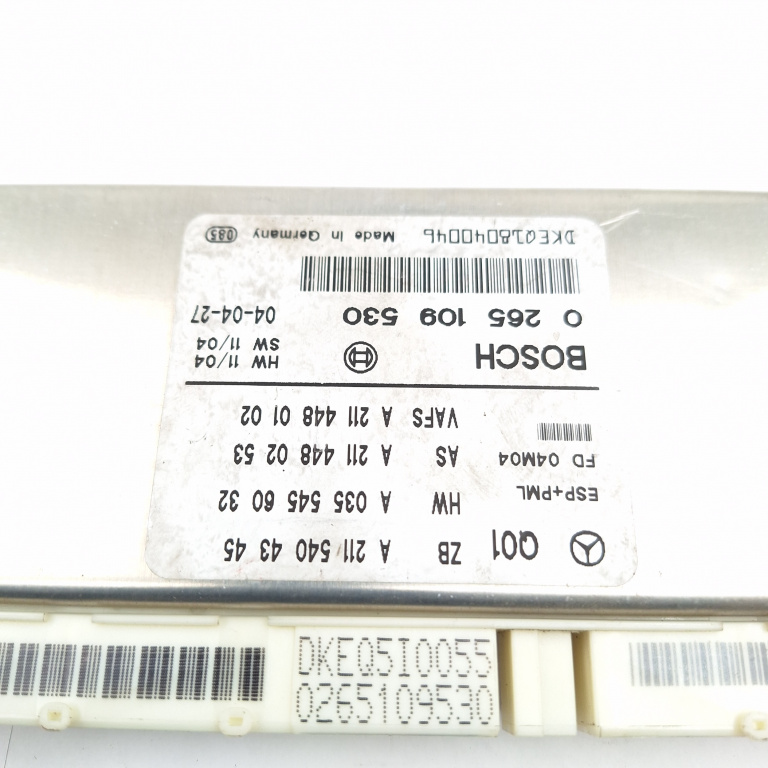 Q01 ZB A 211 540 43 45
ESP+PML HW A 035 545 60 32
FD 04M04 AS A 211 448 02 53
VAFS A 211 448 01 02
BOSCH HW 11/04
SW 11/04
0 265 109 530 04-04-27
DKEQ18040046 Made in Germany 085
DKEQ5I0055
0265109530